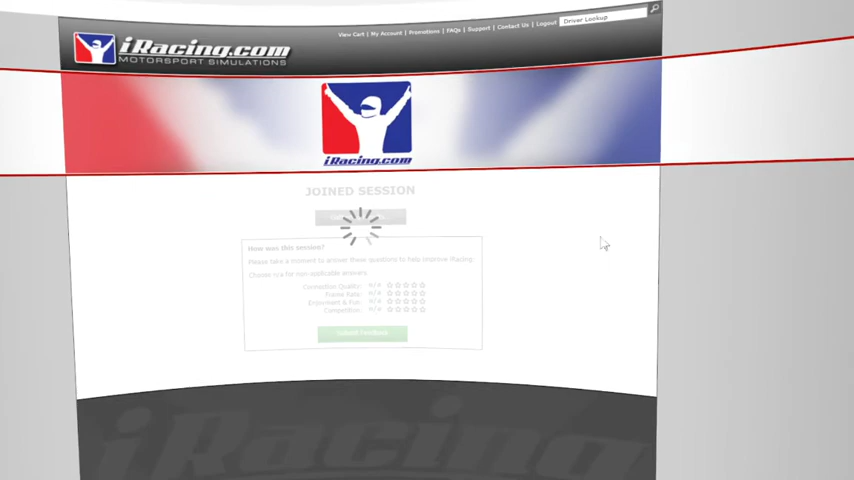 View Cart | My Account | Promotions | FAQs | Support | Contact Us | Logout
Driver Lookup
iRacing.com
MOTORSPORT SIMULATIONS
iRacing.com
JOINED SESSION
How was this session?
Please take a moment to answer these questions to help improve iRacing.
Choose n/a for non-applicable answers.
Connection Quality: n/a
Frame Rate: n/a
Enjoyment & Fun: n/a
Competition: n/a
Submit Feedback
iRacing